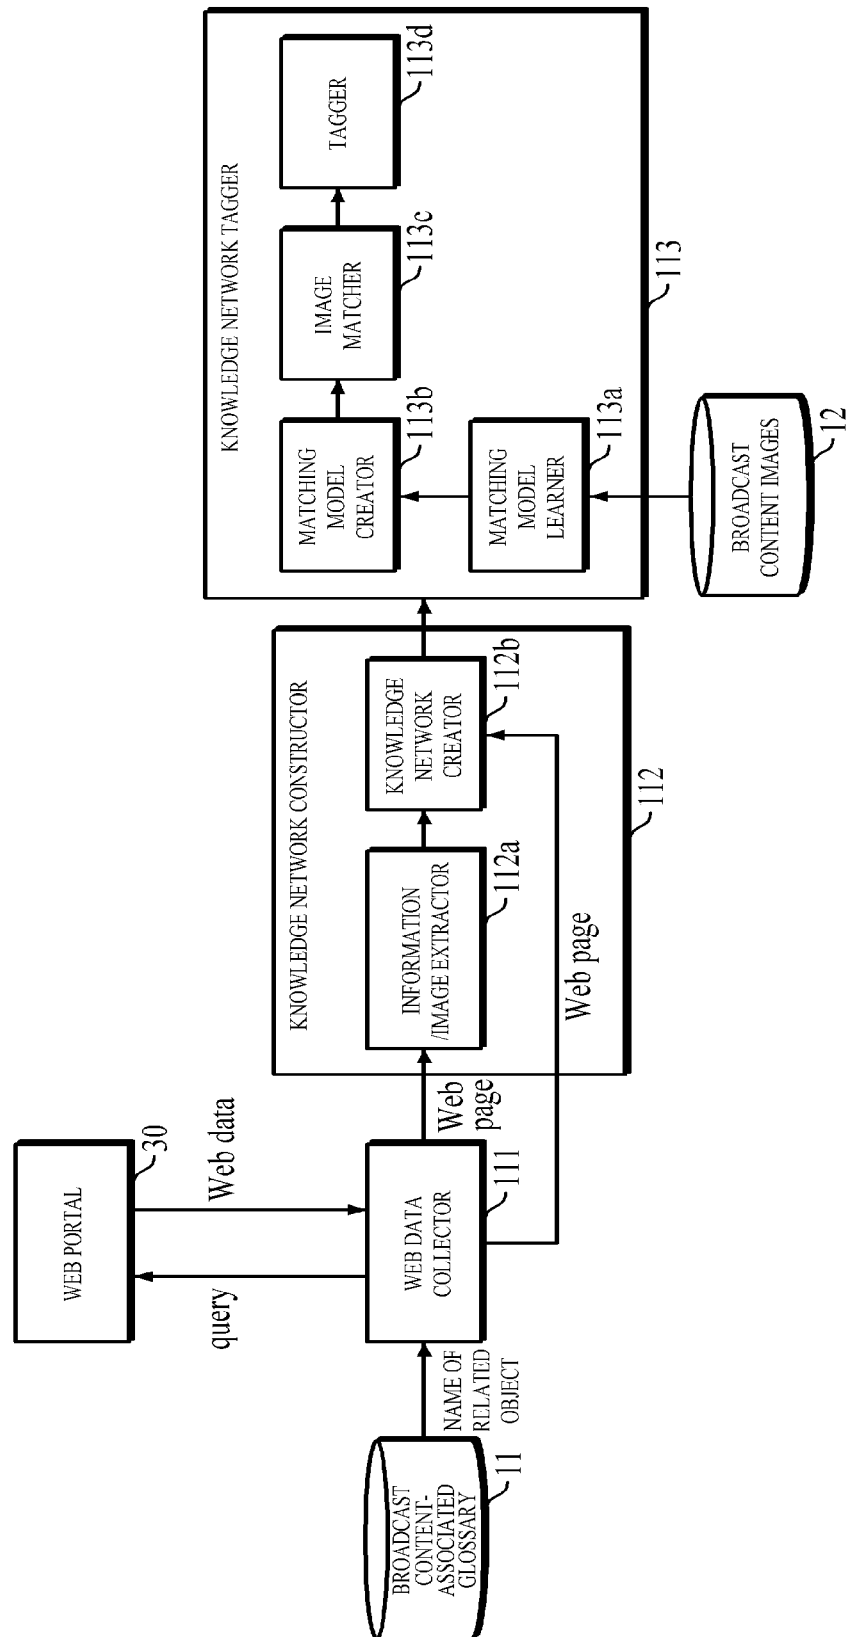 WEB PORTAL
30
query
Web data
BROADCAST
CONTENT-
ASSOCIATED
GLOSSARY
11
NAME OF
RELATED
OBJECT
WEB DATA
COLLECTOR
111
Web
page
Web page
KNOWLEDGE NETWORK CONSTRUCTOR
INFORMATION
/IMAGE EXTRACTOR
112a
KNOWLEDGE
NETWORK
CREATOR
112b
112
KNOWLEDGE NETWORK TAGGER
MATCHING
MODEL
CREATOR
113b
IMAGE
MATCHER
113c
TAGGER
113d
MATCHING
MODEL
LEARNER
113a
113
BROADCAST
CONTENT IMAGES
12